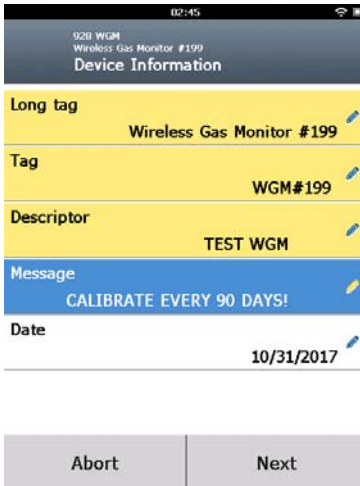 02:45
928 WGM
Wireless Gas Monitor #199
Device Information
Long tag
Wireless Gas Monitor #199
Tag
WGM#199
Descriptor
TEST WGM
Message
CALIBRATE EVERY 90 DAYS!
Date
10/31/2017
Abort
Next